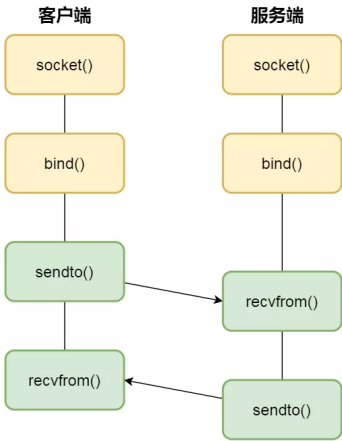 客户端
服务端
socket()
socket()
bind()
bind()
sendto()
recvfrom()
recvfrom()
sendto()